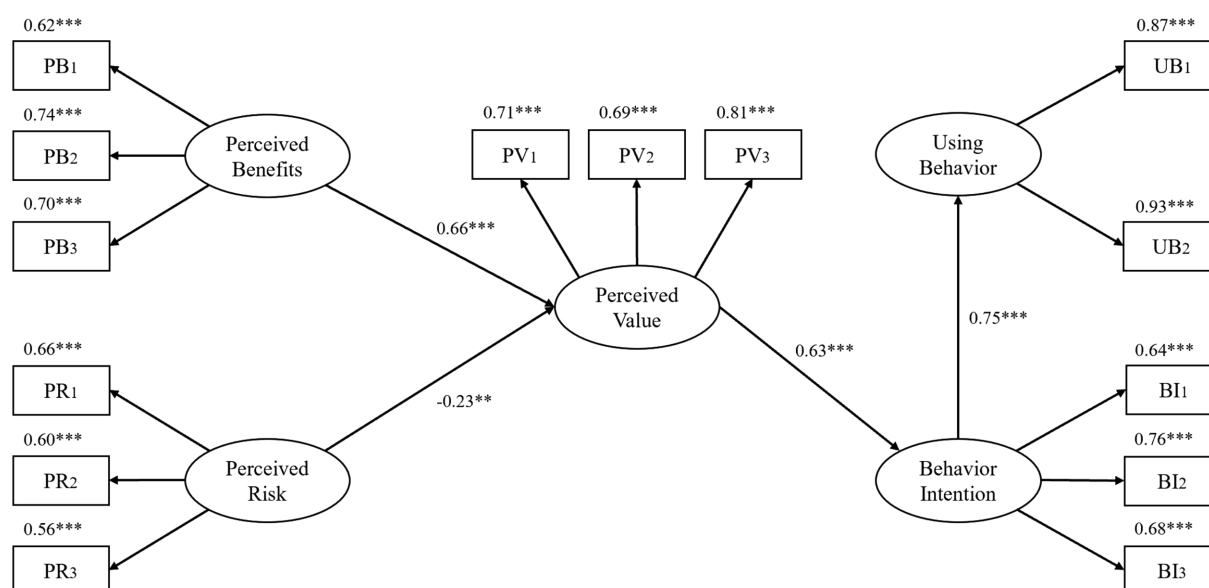 0.62***
PB1
0.74***
PB2
0.70***
PB3
Perceived
Benefits
0.66***
0.66***
PR1
0.60***
PR2
0.56***
PR3
Perceived
Risk
-0.23**
0.71***
PV1
0.69***
PV2
0.81***
PV3
Perceived
Value
0.63***
Using
Behavior
0.87***
UB1
0.93***
UB2
0.75***
Behavior
Intention
0.64***
BI1
0.76***
BI2
0.68***
BI3